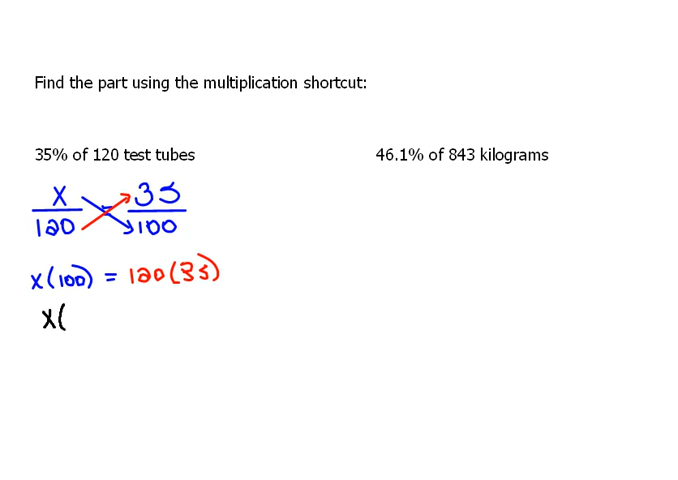 Find the part using the multiplication shortcut:
35% of 120 test tubes
x/120 = 35/100
x(100) = 120(35)
x(
46.1% of 843 kilograms